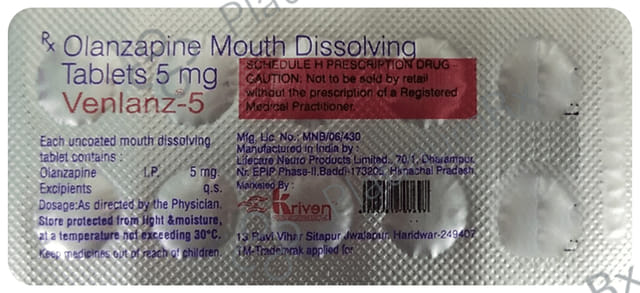 Rx Olanzapine Mouth Dissolving
Tablets 5 mg
Venlanz-5
SCHEDULE H PRESCRIPTION DRUG
CAUTION: Not to be sold by retail
without the prescription of a Registered
Medical Practitioner.
Each uncoated mouth dissolving
tablet contains :
Olanzapine I.P. 5 mg.
Excipients q.s.
Dosage:As directed by the Physician.
Store protected from light &moisture,
at a temperature not exceeding 30°C.
Keep medicines out of reach of children.
Mfg. Lic. No.: MNB/06/430
Manufactured in India by :
Lifecare Neuro Products Limited., 70/1, Dharampur,
Nr. EPIP Phase-II,Baddi-173205, Himachal Pradesh
Marketed By :
Kriven
13 Ravi Vihar Sitapur Jwalapur, Haridwar-249407
TM-Trademark applied for